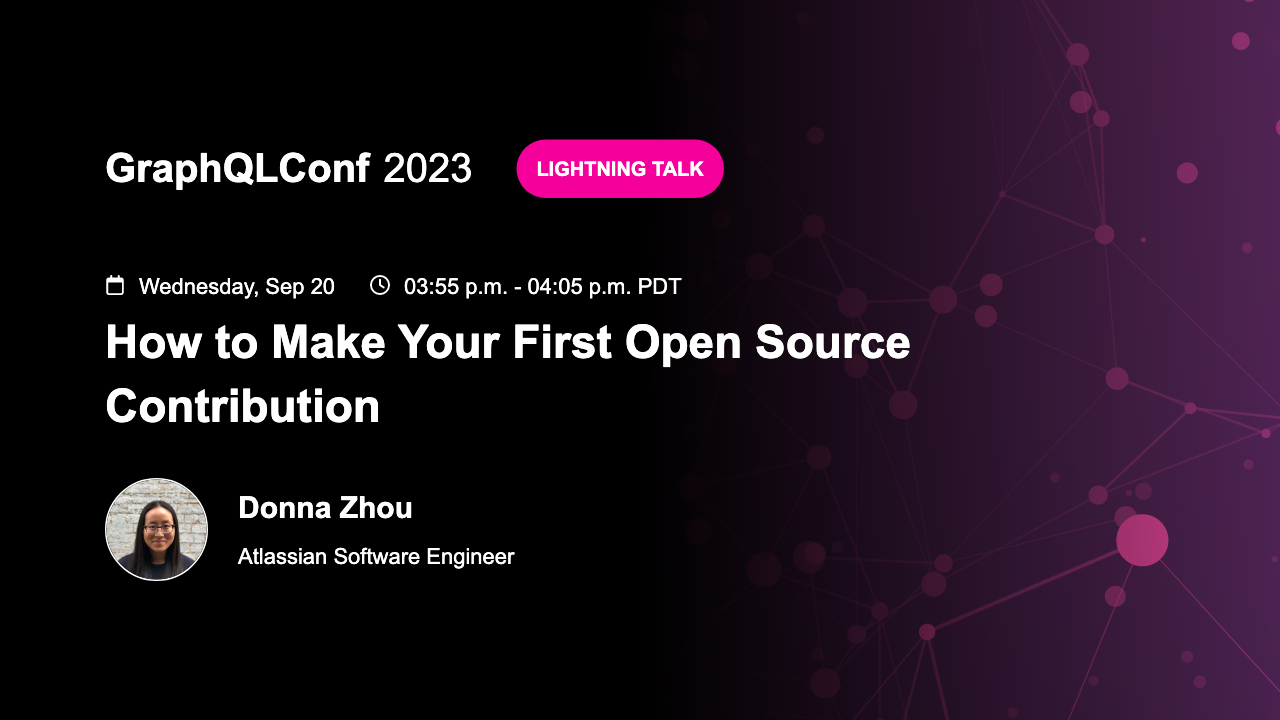 GraphQLConf 2023 LIGHTNING TALK
Wednesday, Sep 20 03:55 p.m. - 04:05 p.m. PDT
How to Make Your First Open Source
Contribution
Donna Zhou
Atlassian Software Engineer